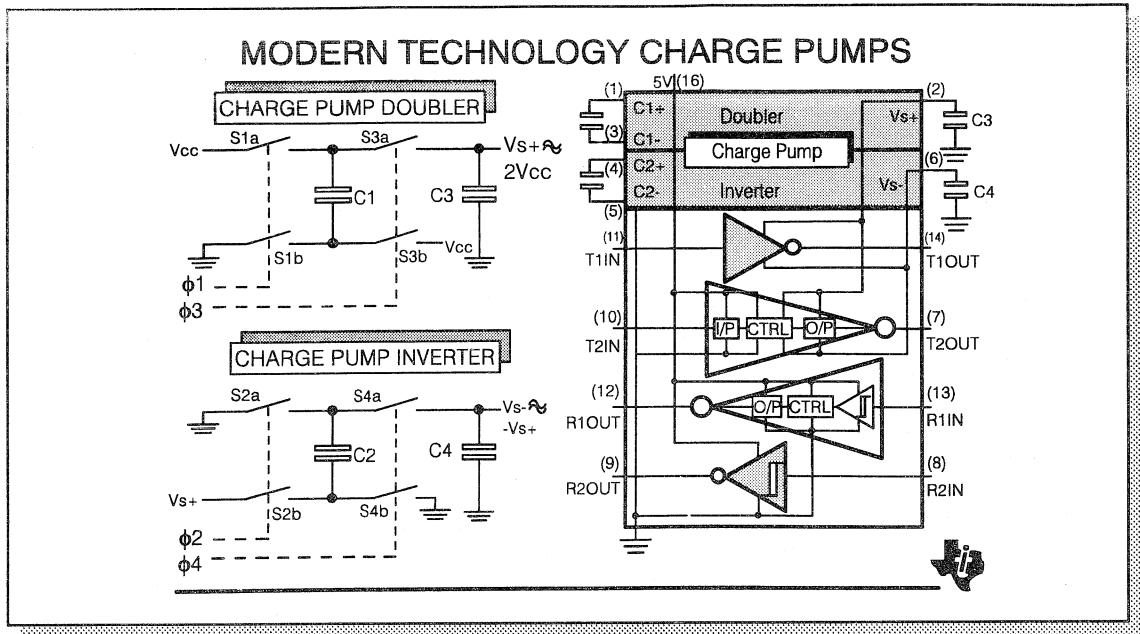 MODERN TECHNOLOGY CHARGE PUMPS
CHARGE PUMP DOUBLER
S1a
S3a
Vcc
Vs+≈
2Vcc
C1
C3
S1b
S3b
Vcc
ϕ1
ϕ3
CHARGE PUMP INVERTER
S2a
S4a
Vs-≈
-Vs+
C2
C4
Vs+
S2b
S4b
ϕ2
ϕ4
5V (16)
(1)
C1+
Doubler
Vs+
(2)
C3
(3)
C1-
Charge Pump
(4)
C2+
(6)
C2-
Inverter
Vs-
C4
(5)
(11)
T1IN
(14)
T1OUT
(10)
T2IN
I/P
CTRL
O/P
(7)
T2OUT
(12)
R1OUT
O/P
CTRL
(13)
R1IN
(9)
R2OUT
(8)
R2IN